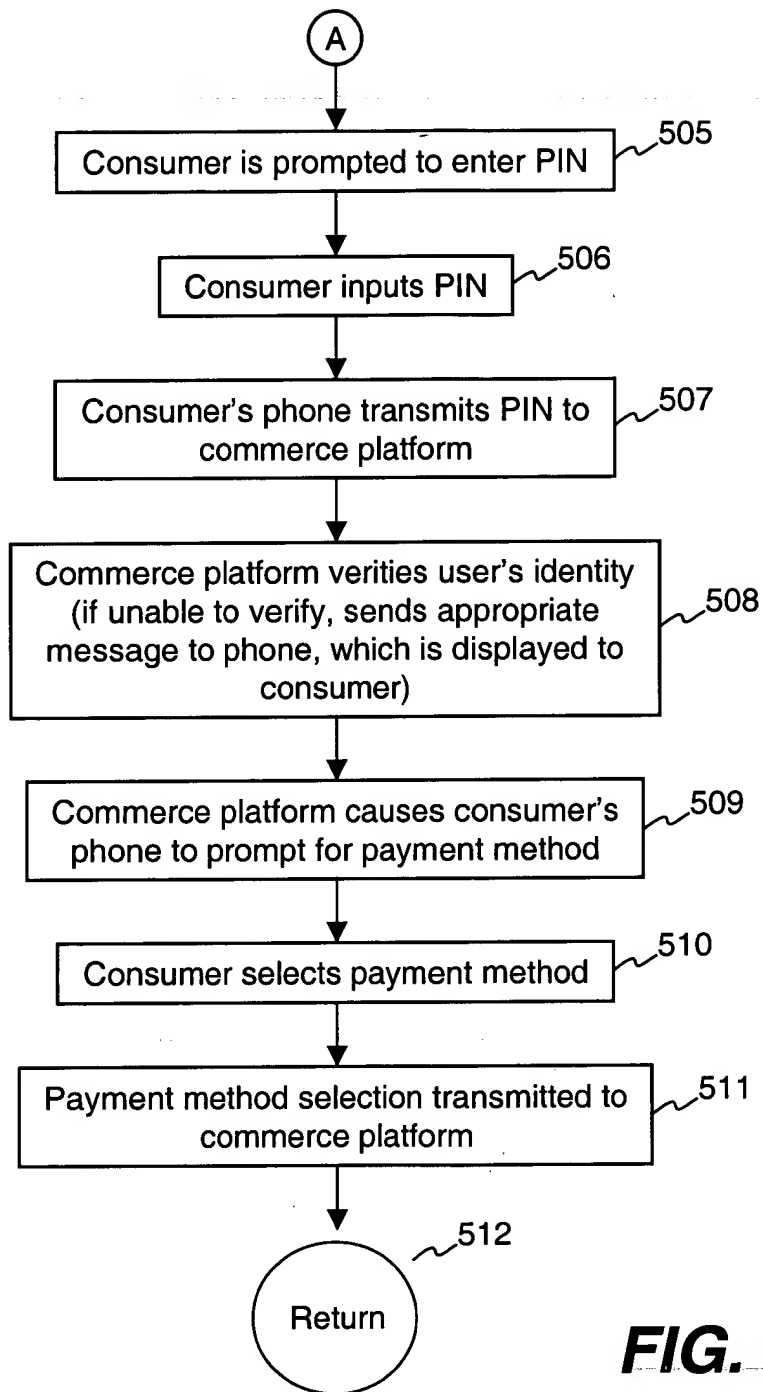 A
Consumer is prompted to enter PIN
505
Consumer inputs PIN
506
Consumer's phone transmits PIN to
commerce platform
507
Commerce platform verities user's identity
(if unable to verify, sends appropriate
message to phone, which is displayed to
consumer)
508
Commerce platform causes consumer's
phone to prompt for payment method
509
Consumer selects payment method
510
Payment method selection transmitted to
commerce platform
511
Return
512
FIG.